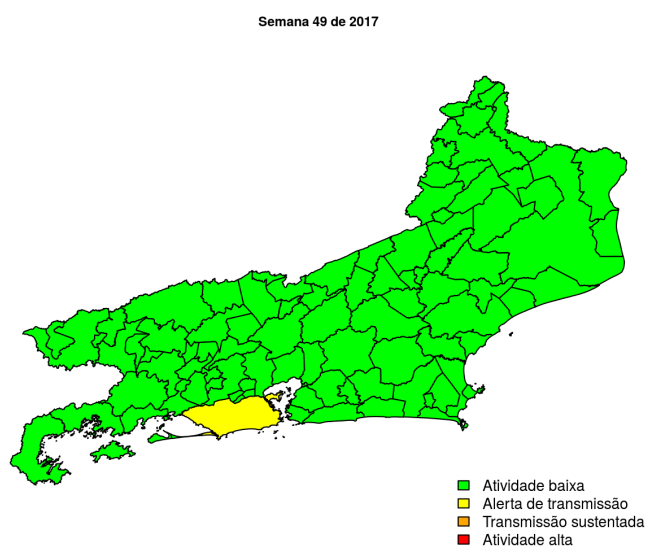 Semana 49 de 2017
Atividade baixa
Alerta de transmissão
Transmissão sustentada
Atividade alta